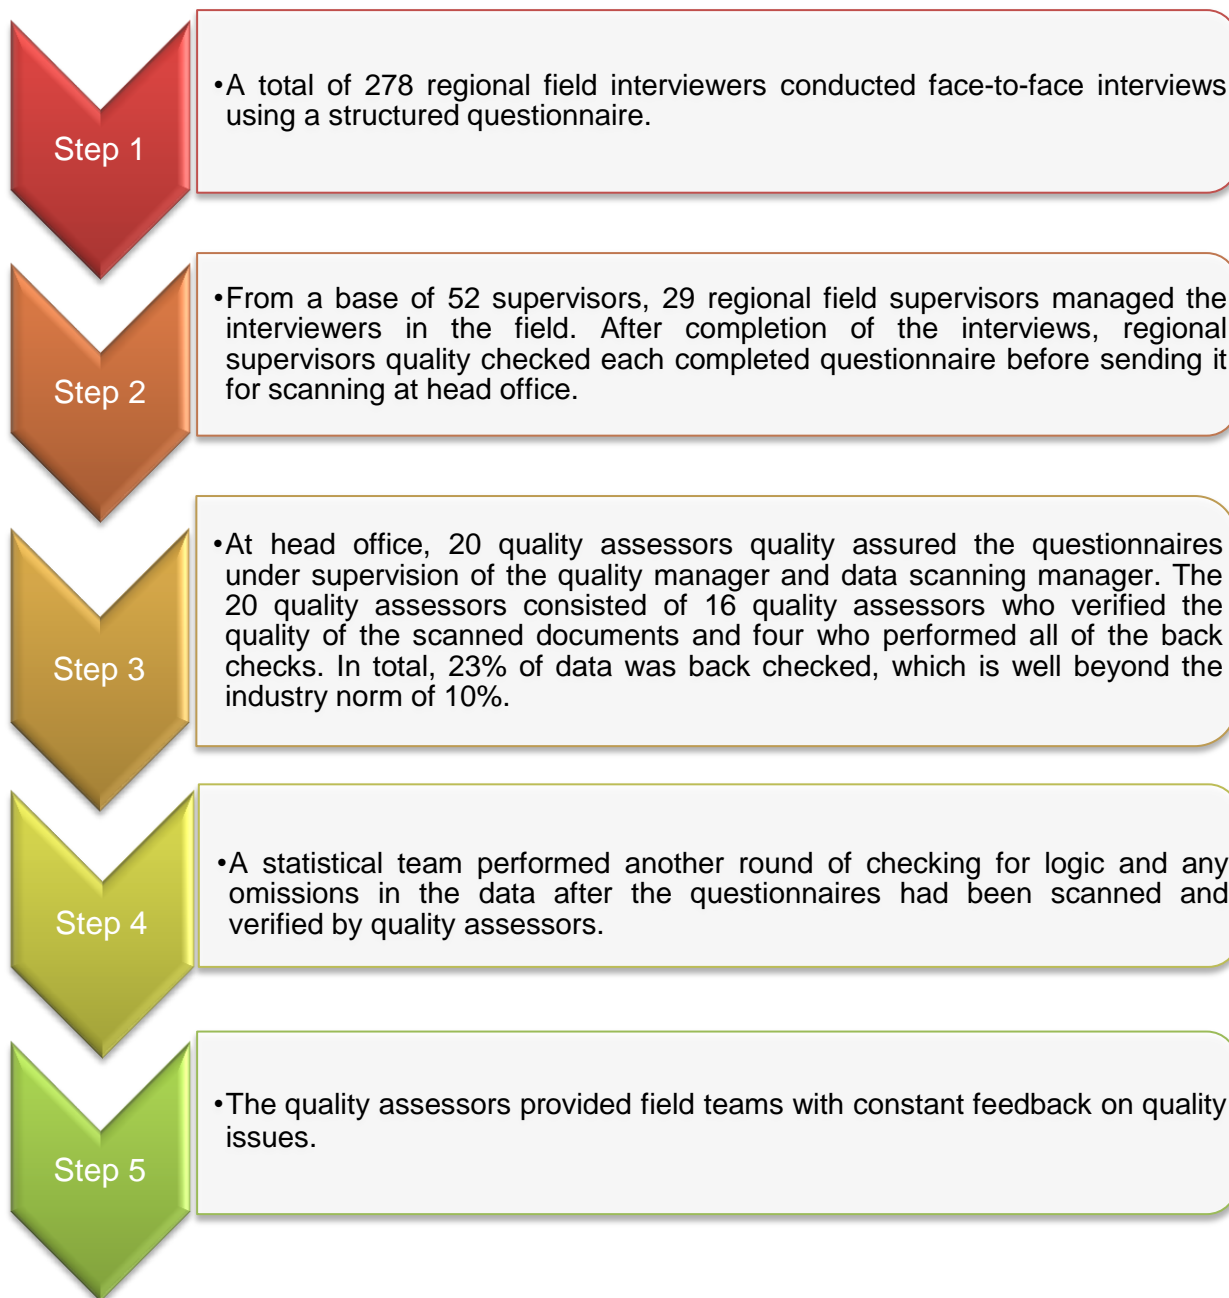 Step 1
•A total of 278 regional field interviewers conducted face-to-face interviews
using a structured questionnaire.
Step 2
•From a base of 52 supervisors, 29 regional field supervisors managed the
interviewers in the field. After completion of the interviews, regional
supervisors quality checked each completed questionnaire before sending it
for scanning at head office.
Step 3
•At head office, 20 quality assessors quality assured the questionnaires
under supervision of the quality manager and data scanning manager. The
20 quality assessors consisted of 16 quality assessors who verified the
quality of the scanned documents and four who performed all of the back
checks. In total, 23% of data was back checked, which is well beyond the
industry norm of 10%.
Step 4
•A statistical team performed another round of checking for logic and any
omissions in the data after the questionnaires had been scanned and
verified by quality assessors.
Step 5
•The quality assessors provided field teams with constant feedback on quality
issues.